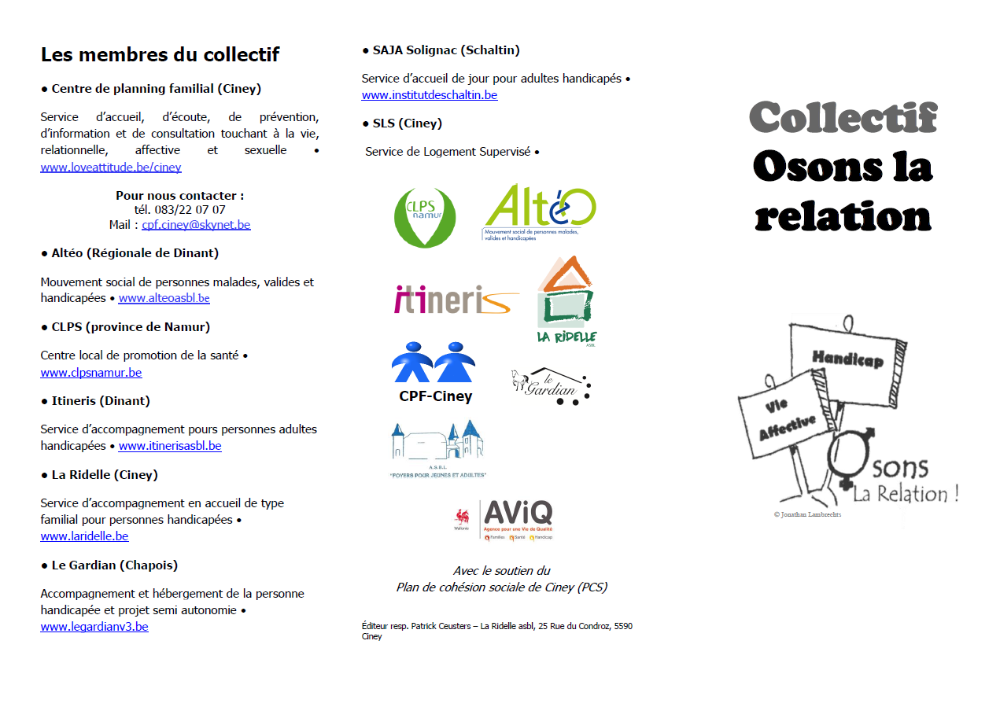 Les membres du collectif
● Centre de planning familial (Ciney)
Service d’accueil, d’écoute, de prévention,
d’information et de consultation touchant à la vie,
relationnelle, affective et sexuelle •
www.loveattitude.be/ciney
Pour nous contacter :
tél. 083/22 07 07
Mail : cpf.ciney@skynet.be
● Altéo (Régionale de Dinant)
Mouvement social de personnes malades, valides et
handicapées • www.alteoasbl.be
● CLPS (province de Namur)
Centre local de promotion de la santé •
www.clpsnamur.be
● Itineris (Dinant)
Service d’accompagnement pours personnes adultes
handicapées • www.itinerisasbl.be
● La Ridelle (Ciney)
Service d’accompagnement en accueil de type
familial pour personnes handicapées •
www.laridelle.be
● Le Gardian (Chapois)
Accompagnement et hébergement de la personne
handicapée et projet semi autonomie •
www.legardianv3.be
● SAJA Solignac (Schaltin)
Service d’accueil de jour pour adultes handicapés •
www.institutdeschaltin.be
● SLS (Ciney)
Service de Logement Supervisé •
CLPS
namur
Altéo
Mouvement social de personnes malades,
valides et handicapées
itineris
LA RiDELLE
ASBL
CPF-Ciney
le
Gardian
A.S.B.L.
"FOYERS POUR JEUNES ET ADULTES"
Wallonie
AViQ
Agence pour une Vie de Qualité
Familles Santé Handicap
Avec le soutien du
Plan de cohésion sociale de Ciney (PCS)
Éditeur resp. Patrick Ceusters – La Ridelle asbl, 25 Rue du Condroz, 5590
Ciney
Collectif
Osons la
relation
Handicap
Vie
Affective
Osons
La Relation !
© Jonathan Lambrechts